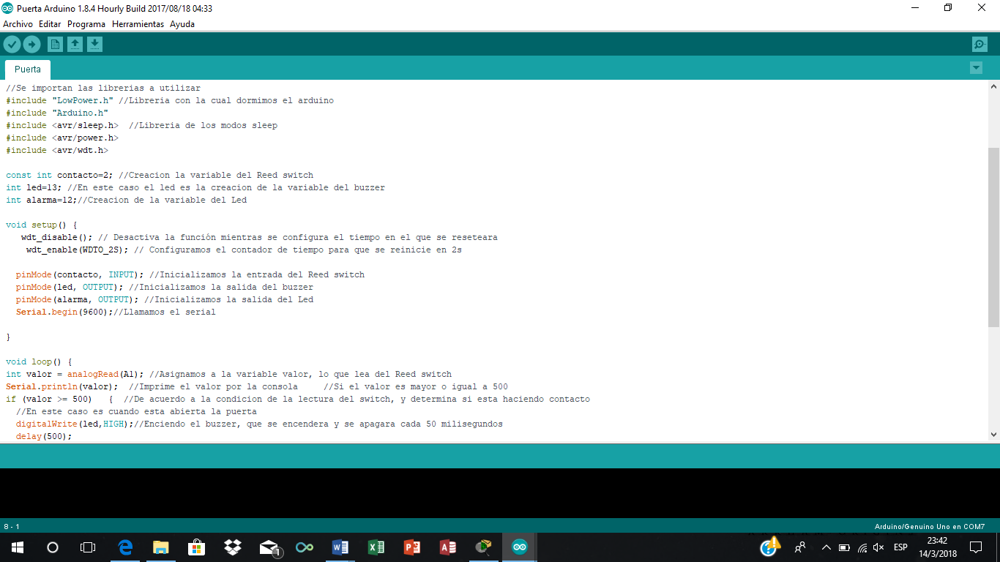 Puerta Arduino 1.8.4 Hourly Build 2017/08/18 04:33
Archivo Editar Programa Herramientas Ayuda
Puerta
//Se importan las librerias a utilizar
#include "LowPower.h" //Libreria con la cual dormimos el arduino
#include "Arduino.h"
#include <avr/sleep.h>  //Libreria de los modos sleep
#include <avr/power.h>
#include <avr/wdt.h>
const int contacto=2; //Creacion la variable del Reed switch
int led=13; //En este caso el led es la creacion de la variable del buzzer
int alarma=12;//Creacion de la variable del Led
void setup() {
   wdt_disable(); // Desactiva la función mientras se configura el tiempo en el que se reseteara
    wdt_enable(WDTO_2S); // Configuramos el contador de tiempo para que se reinicie en 2s
  pinMode(contacto, INPUT); //Inicializamos la entrada del Reed switch
  pinMode(led, OUTPUT); //Inicializamos la salida del buzzer
  pinMode(alarma, OUTPUT); //Inicializamos la salida del Led
  Serial.begin(9600);//Llamamos el serial
}
void loop() {
int valor = analogRead(A1); //Asignamos a la variable valor, lo que lea del Reed switch
Serial.println(valor);  //Imprime el valor por la consola     //Si el valor es mayor o igual a 500
if (valor >= 500)   {  //De acuerdo a la condicion de la lectura del switch, y determina si esta haciendo contacto
  //En este caso es cuando esta abierta la puerta
  digitalWrite(led,HIGH);//Enciendo el buzzer, que se encendera y se apagara cada 50 milisegundos
  delay(500);
8 - 1
Arduino/Genuino Uno en COM7
1
ESP
23:42
14/3/2018